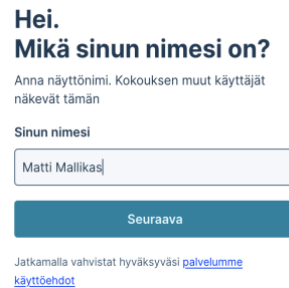 Hei.
Mikä sinun nimesi on?
Anna näyttönimi. Kokouksen muut käyttäjät
näkevät tämän
Sinun nimesi
Matti Mallikas
Seuraava
Jatkamalla vahvistat hyväksyväsi palvelumme
käyttöehdot